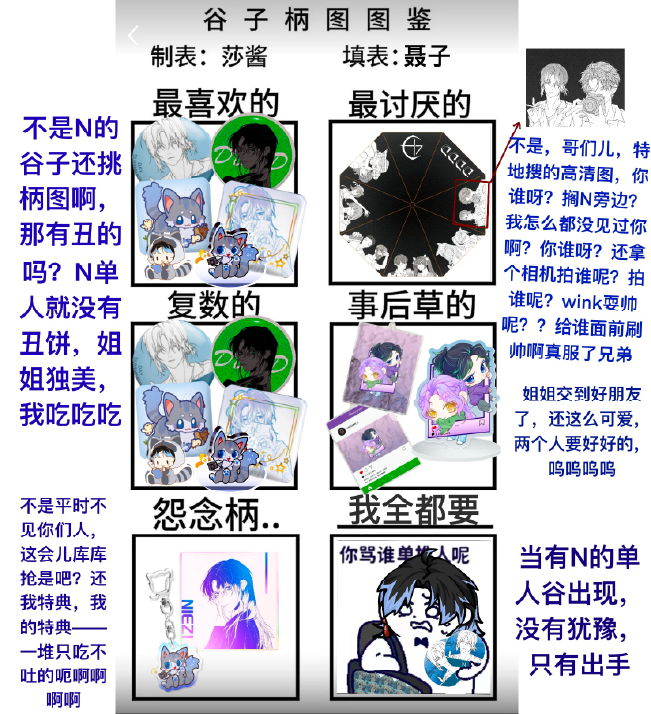 谷子柄图图鉴
制表：莎酱
填表：聂子
最喜欢的
最讨厌的
不是N的
谷子还挑
柄图啊，
那有丑的
吗？N单
人就没有
丑饼，姐
姐独美，
我吃吃吃
不是，哥们儿，特
地搜的高清图，你
谁呀？搁N旁边？
我怎么都没见过你
啊？你谁呀？还拿
个相机拍谁呢？拍
谁呢？wink耍帅
呢？？给谁面前刷
帅啊真服了兄弟
复数的
事后草的
姐姐交到好朋友
了，还这么可爱，
两个人要好好的，
呜呜呜呜
怨念柄..
我全都要
不是平时不
见你们人，
这会儿库库
抢是吧？还
我特典，我
的特典——
一堆只吃不
吐的呃啊啊
啊啊
NIEZI
你骂谁单推人呢
当有N的单
人谷出现，
没有犹豫，
只有出手